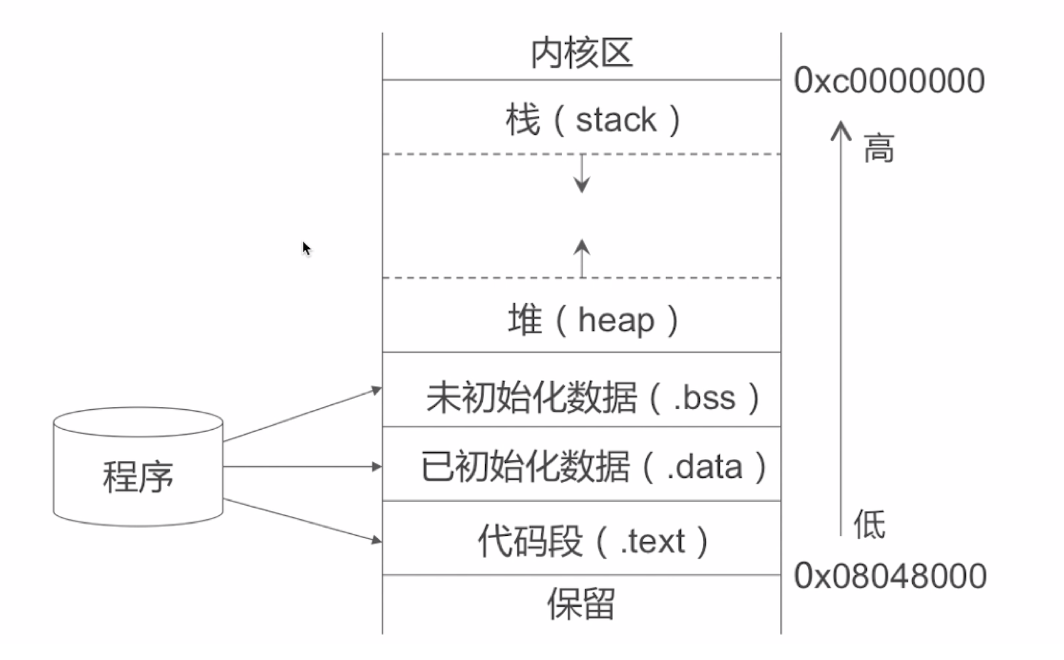 内核区
0xc0000000
栈（stack）
高
堆（heap）
未初始化数据（.bss）
程序
已初始化数据（.data）
低
代码段（.text）
0x08048000
保留